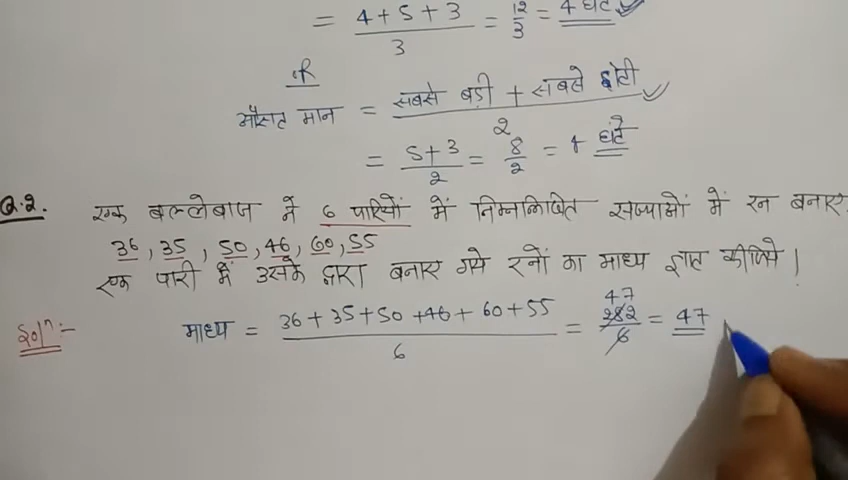 = 4 + 5 + 3 / 3 = 12/3 = 4 घंटे
OR
औसत मान = सबसे बड़ी + सबसे छोटी / 2
= 5 + 3 / 2 = 8/2 = 4 घंटे
Q.2. एक बल्लेबाज ने 6 पारियों में निम्नलिखित संख्याओं में रन बनाए
36, 35, 50, 46, 60, 55
एक पारी में उसके द्वारा बनाए गये रनों का माध्य ज्ञात कीजिये।
Solⁿ:- माध्य = 36 + 35 + 50 + 46 + 60 + 55 / 6 = 47 282/6 = 47